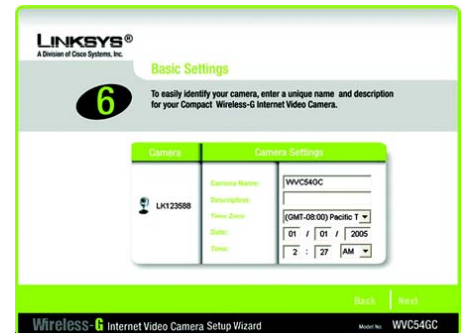 LINKSYS®
A Division of Cisco Systems, Inc.
Basic Settings
6
To easily identify your camera, enter a unique name and description
for your Compact Wireless-G Internet Video Camera.
Camera
Camera Settings
LK123588
Camera Name: WVC54GC
Description:
Time Zone: (GMT-08:00) Pacific T
Date: 01 / 01 / 2005
Time: 2 : 27 AM
Back
Next
Wireless-G Internet Video Camera Setup Wizard
Model No. WVC54GC